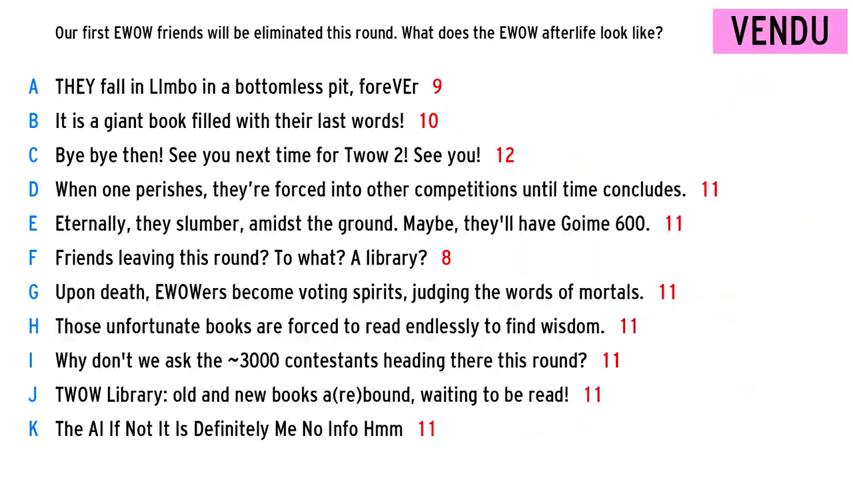 Our first EWOW friends will be eliminated this round. What does the EWOW afterlife look like?
VENDU
A THEY fall in LImbo in a bottomless pit, foreVEr 9
B It is a giant book filled with their last words! 10
C Bye bye then! See you next time for Twow 2! See you! 12
D When one perishes, they're forced into other competitions until time concludes. 11
E Eternally, they slumber, amidst the ground. Maybe, they'll have Goime 600. 11
F Friends leaving this round? To what? A library? 8
G Upon death, EWOWers become voting spirits, judging the words of mortals. 11
H Those unfortunate books are forced to read endlessly to find wisdom. 11
I Why don't we ask the ~3000 contestants heading there this round? 11
J TWOW Library: old and new books a(re)bound, waiting to be read! 11
K The AI If Not It Is Definitely Me No Info Hmm 11